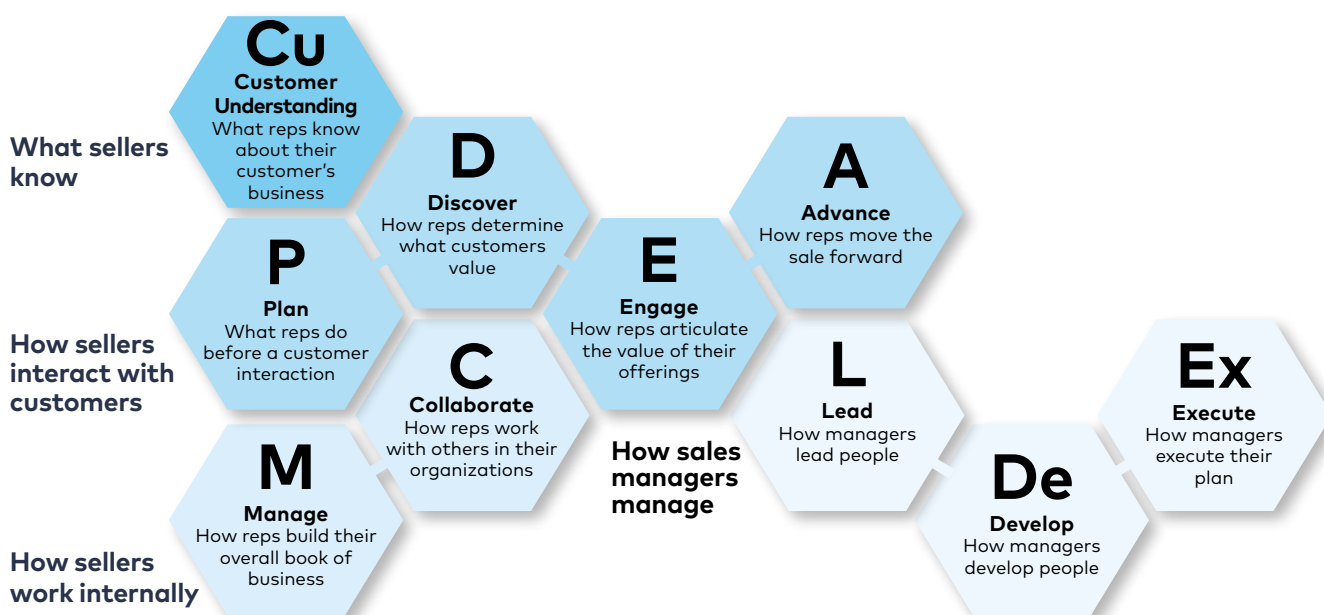 What sellers
know
Cu
Customer
Understanding
What reps know
about their
customer's
business
D
Discover
How reps determine
what customers
value
A
Advance
How reps move the
sale forward
How sellers
interact with
customers
P
Plan
What reps do
before a customer
interaction
E
Engage
How reps articulate
the value of their
offerings
C
Collaborate
How reps work
with others in their
organizations
How sellers
work internally
M
Manage
How reps build their
overall book of
business
How sales
managers
manage
L
Lead
How managers
lead people
De
Develop
How managers
develop people
Ex
Execute
How managers
execute their
plan